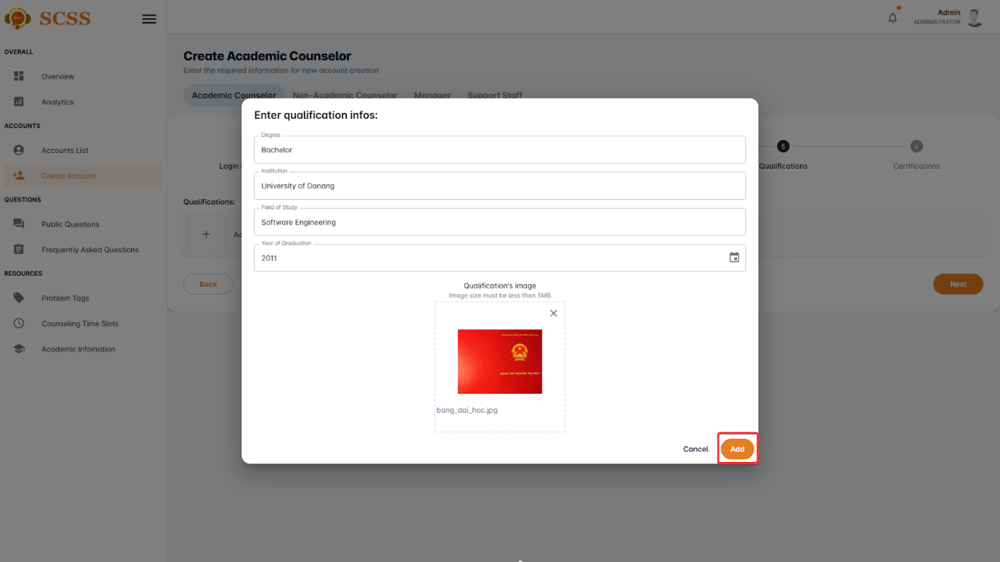 SCSS
Admin
ADMINISTRATOR
OVERALL
Overview
Analytics
ACCOUNTS
Accounts List
Create Account
QUESTIONS
Public Questions
Frequently Asked Questions
RESOURCES
Problem Tags
Counseling Time Slots
Academic Infomation
Create Academic Counselor
Enter the required information for new account creation
Academic Counselor Non-Academic Counselor Manager Support Staff
Login
5 6
Qualifications Certifications
Qualifications:
Back
Next
Enter qualification infos:
Degree
Bachelor
Institution
University of Danang
Field of Study
Software Engineering
Year of Graduation
2011
Qualification's image
Image size must be less than 5MB
bang_dai_hoc.jpg
Cancel Add